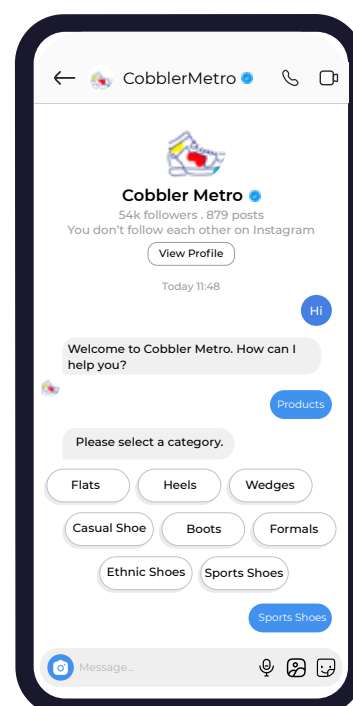 CobblerMetro
Cobbler Metro
54k followers . 879 posts
You don't follow each other on Instagram
View Profile
Today 11:48
Hi
Welcome to Cobbler Metro. How can I
help you?
Products
Please select a category.
Flats Heels Wedges
Casual Shoe Boots Formals
Ethnic Shoes Sports Shoes
Sports Shoes
Message...